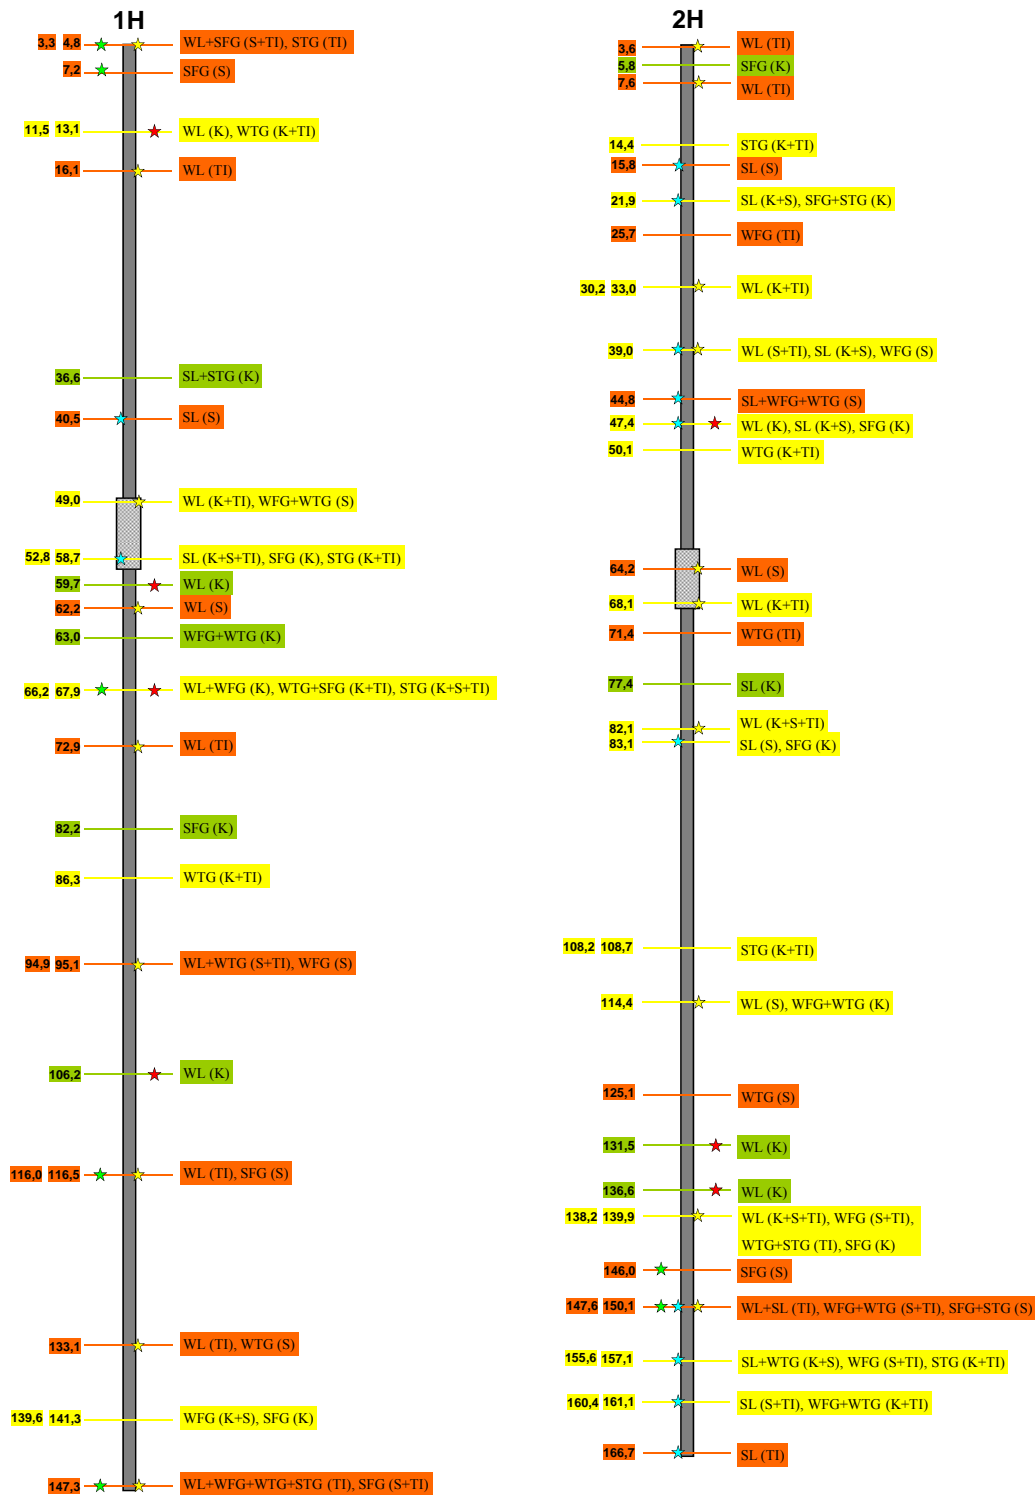 1H
3,3 4,8 WL+SFG (S+TI), STG (TI)
7,2 SFG (S)
11,5 13,1 WL (K), WTG (K+TI)
16,1 WL (TI)
36,6 SL+STG (K)
40,5 SL (S)
49,0 WL (K+TI), WFG+WTG (S)
52,8 58,7 SL (K+S+TI), SFG (K), STG (K+TI)
59,7 WL (K)
62,2 WL (S)
63,0 WFG+WTG (K)
66,2 67,9 WL+WFG (K), WTG+SFG (K+TI), STG (K+S+TI)
72,9 WL (TI)
82,2 SFG (K)
86,3 WTG (K+TI)
94,9 95,1 WL+WTG (S+TI), WFG (S)
106,2 WL (K)
116,0 116,5 WL (TI), SFG (S)
133,1 WL (TI), WTG (S)
139,6 141,3 WFG (K+S), SFG (K)
147,3 WL+WFG+WTG+STG (TI), SFG (S+TI)
2H
3,6 WL (TI)
5,8 SFG (K)
7,6 WL (TI)
14,4 STG (K+TI)
15,8 SL (S)
21,9 SL (K+S), SFG+STG (K)
25,7 WFG (TI)
30,2 33,0 WL (K+TI)
39,0 WL (S+TI), SL (K+S), WFG (S)
44,8 SL+WFG+WTG (S)
47,4 WL (K), SL (K+S), SFG (K)
50,1 WTG (K+TI)
64,2 WL (S)
68,1 WL (K+TI)
71,4 WTG (TI)
77,4 SL (K)
82,1 WL (K+S+TI)
83,1 SL (S), SFG (K)
108,2 108,7 STG (K+TI)
114,4 WL (S), WFG+WTG (K)
125,1 WTG (S)
131,5 WL (K)
136,6 WL (K)
138,2 139,9 WL (K+S+TI), WFG (S+TI),
WTG+STG (TI), SFG (K)
146,0 SFG (S)
147,6 150,1 WL+SL (TI), WFG+WTG (S+TI), SFG+STG (S)
155,6 157,1 SL+WTG (K+S), WFG (S+TI), STG (K+TI)
160,4 161,1 SL (S+TI), WFG+WTG (K+TI)
166,7 SL (TI)